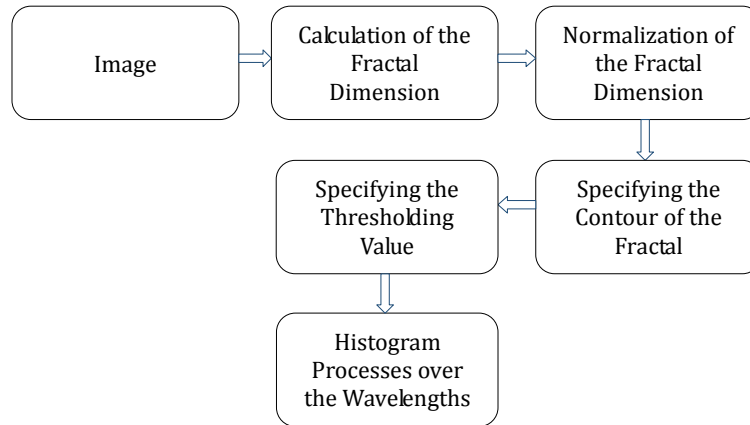 Image
Calculation of the
Fractal
Dimension
Normalization of
the Fractal
Dimension
Specifying the
Thresholding
Value
Specifying the
Contour of the
Fractal
Histogram
Processes over
the Wavelengths